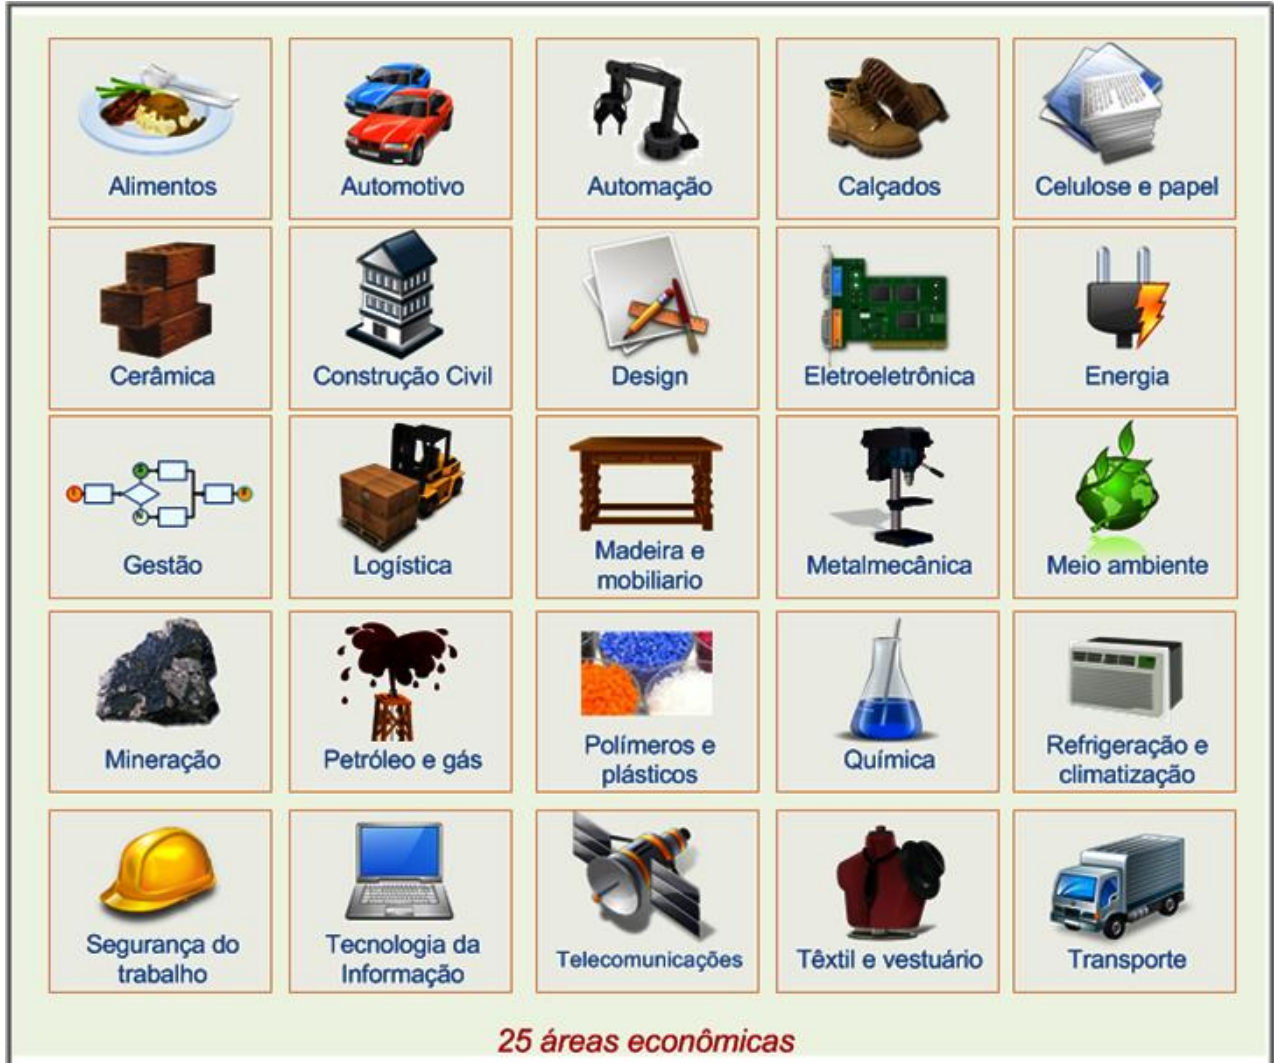 Alimentos
Automotivo
Automação
Calçados
Celulose e papel
Cerâmica
Construção Civil
Design
Eletroeletrônica
Energia
Gestão
Logística
Madeira e
mobiliario
Metalmecânica
Meio ambiente
Mineração
Petróleo e gás
Polímeros e
plásticos
Química
Refrigeração e
climatização
Segurança do
trabalho
Tecnologia da
Informação
Telecomunicações
Têxtil e vestuário
Transporte
25 áreas econômicas